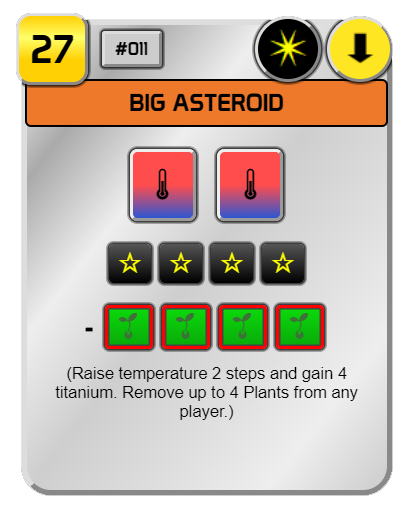 27
#011
BIG ASTEROID
-
(Raise temperature 2 steps and gain 4
titanium. Remove up to 4 Plants from any
player.)